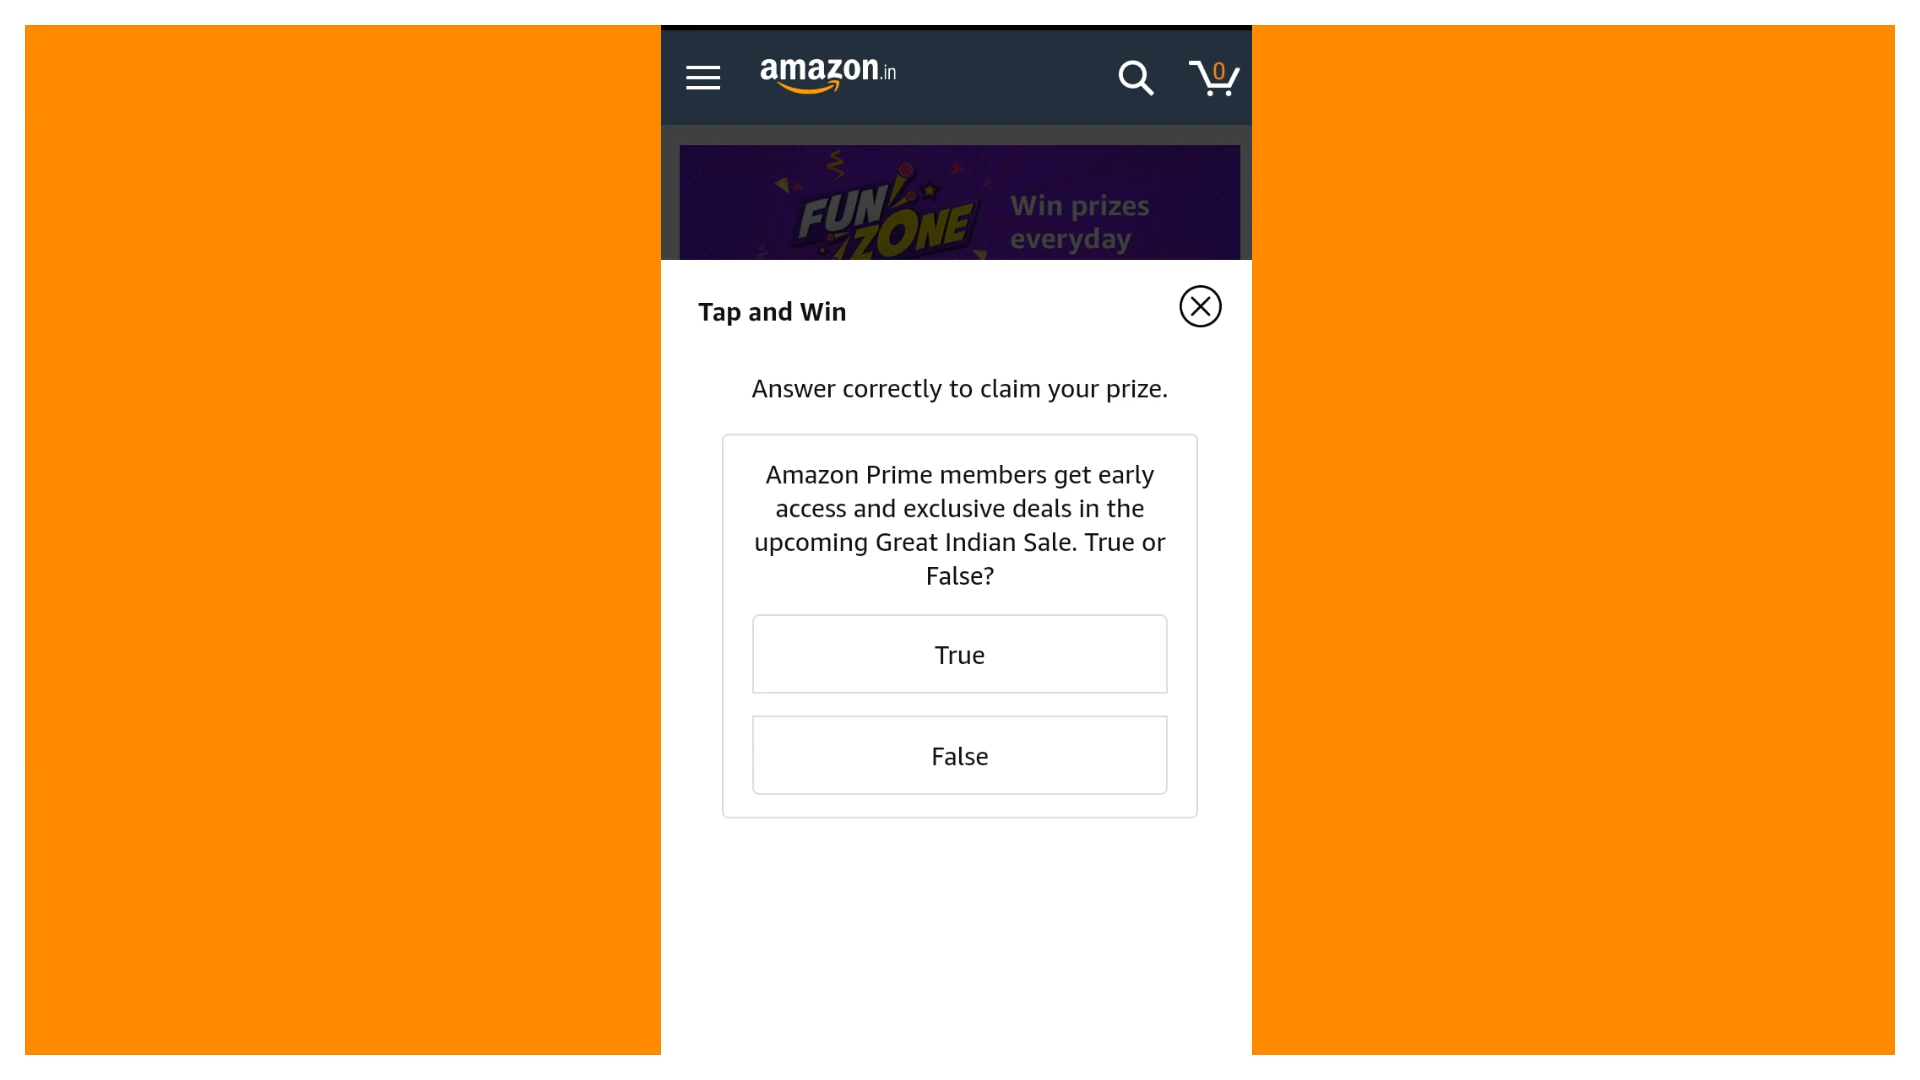 amazon.in
0
FUN
ZONE
Win prizes
everyday
Tap and Win
Answer correctly to claim your prize.
Amazon Prime members get early
access and exclusive deals in the
upcoming Great Indian Sale. True or
False?
True
False